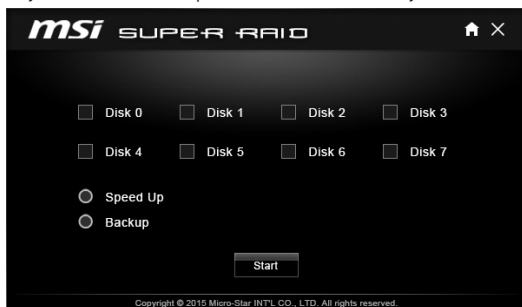 msi SUPER RAID
Disk 0 Disk 1 Disk 2 Disk 3
Disk 4 Disk 5 Disk 6 Disk 7
Speed Up
Backup
Start
Copyright © 2015 Micro-Star INT'L CO., LTD. All rights reserved.